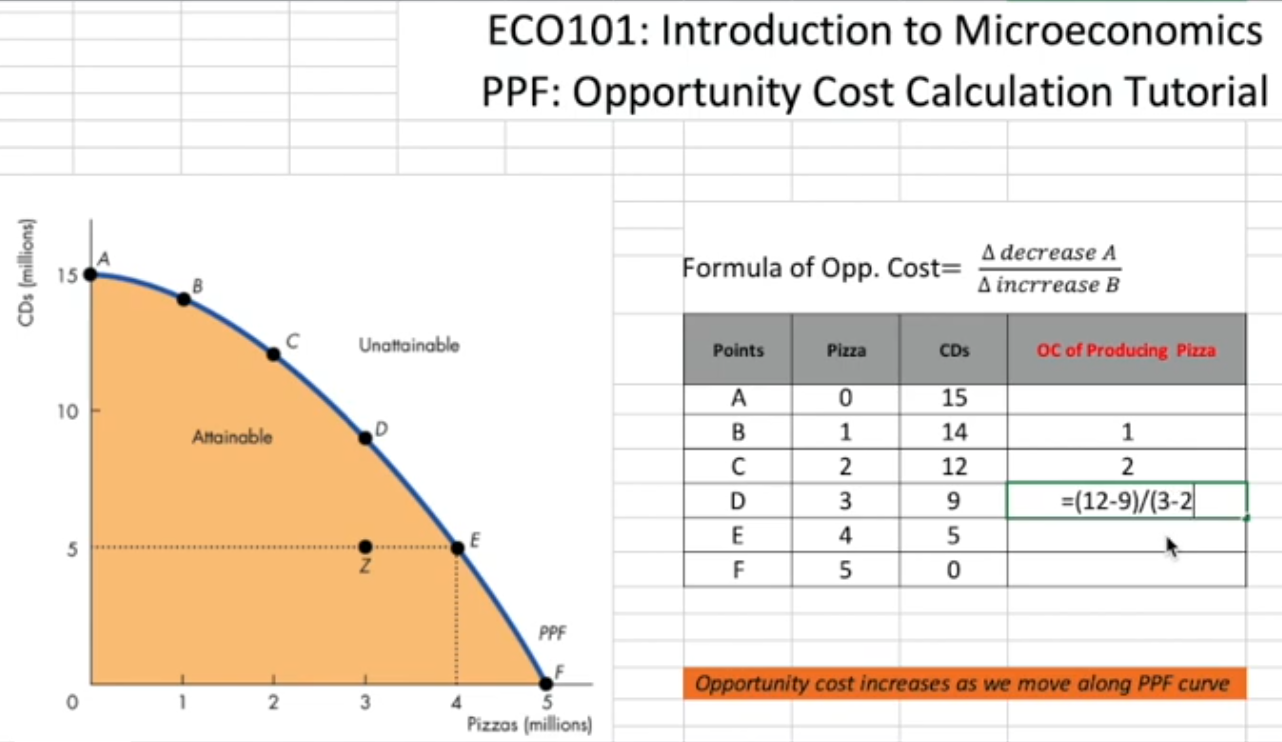 ECO101: Introduction to Microeconomics
PPF: Opportunity Cost Calculation Tutorial
CDs (millions)
15
10
5
0
1
2
3
4
5
Pizzas (millions)
A
B
C
D
E
F
Z
Unattainable
Attainable
PPF
Formula of Opp. Cost= Δ decrease A
Δ incrrease B
Points Pizza CDs OC of Producing Pizza
A 0 15
B 1 14 1
C 2 12 2
D 3 9 =(12-9)/(3-2
E 4 5
F 5 0
Opportunity cost increases as we move along PPF curve